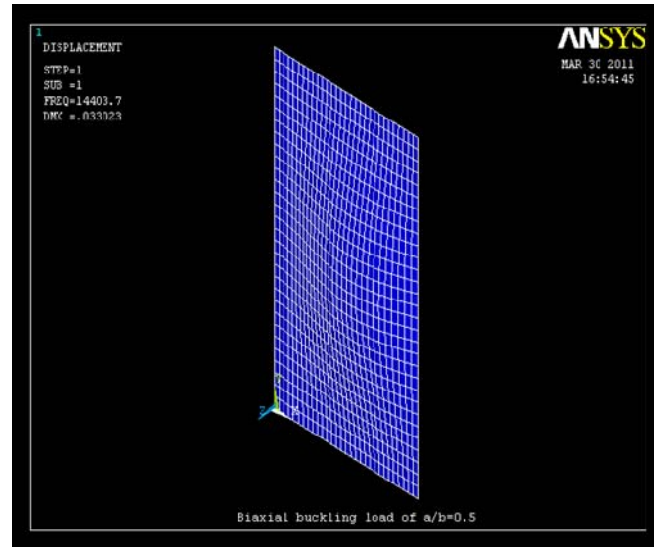 1
DISPLACEMENT
STEP=1
SUB =1
FREQ=14403.7
DMX =.033023
ANSYS
MAR 30 2011
16:54:45
Y
Z X
Biaxial buckling load of a/b=0.5